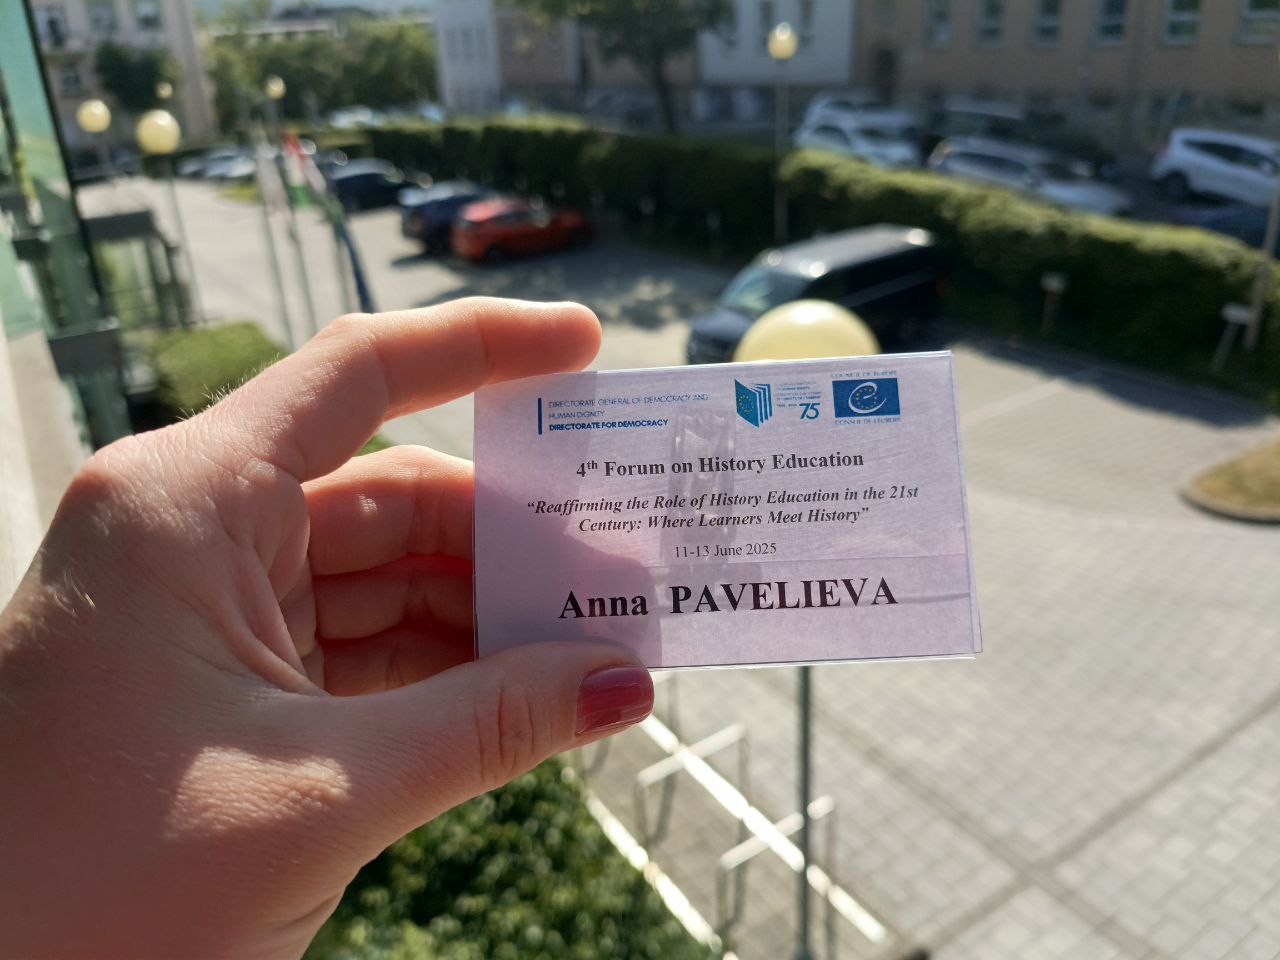 DIRECTORATE GENERAL OF DEMOCRACY AND
HUMAN DIGNITY
DIRECTORATE FOR DEMOCRACY
75
COUNCIL OF EUROPE
CONSEIL DE L'EUROPE
4th Forum on History Education
“Reaffirming the Role of History Education in the 21st
Century: Where Learners Meet History”
11-13 June 2025
Anna PAVELIEVA